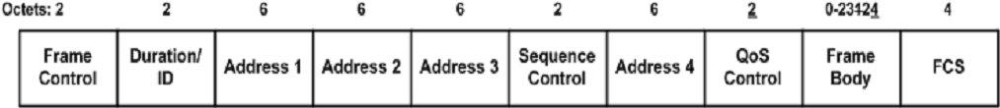 Octets: 2 2 6 6 6 2 6 2 0-23124 4
Frame
Control
Duration/
ID
Address 1
Address 2
Address 3
Sequence
Control
Address 4
QoS
Control
Frame
Body
FCS